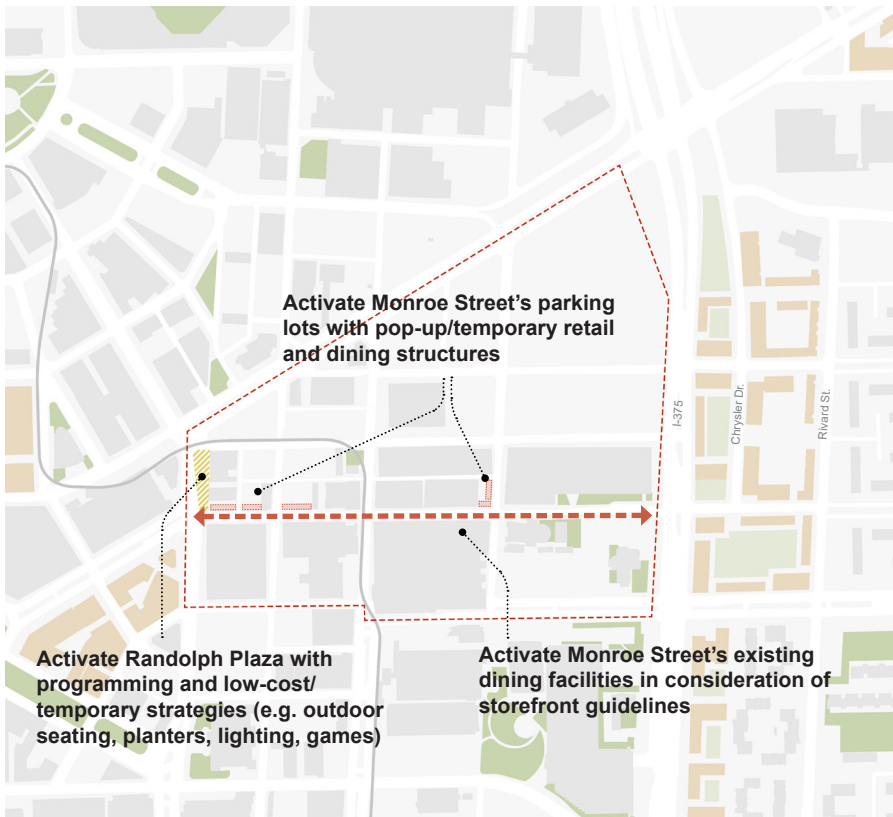 Activate Monroe Street’s parking
lots with pop-up/temporary retail
and dining structures
I-375
Chrysler Dr.
Rivard St.
Activate Randolph Plaza with
programming and low-cost/
temporary strategies (e.g. outdoor
seating, planters, lighting, games)
Activate Monroe Street’s existing
dining facilities in consideration of
storefront guidelines